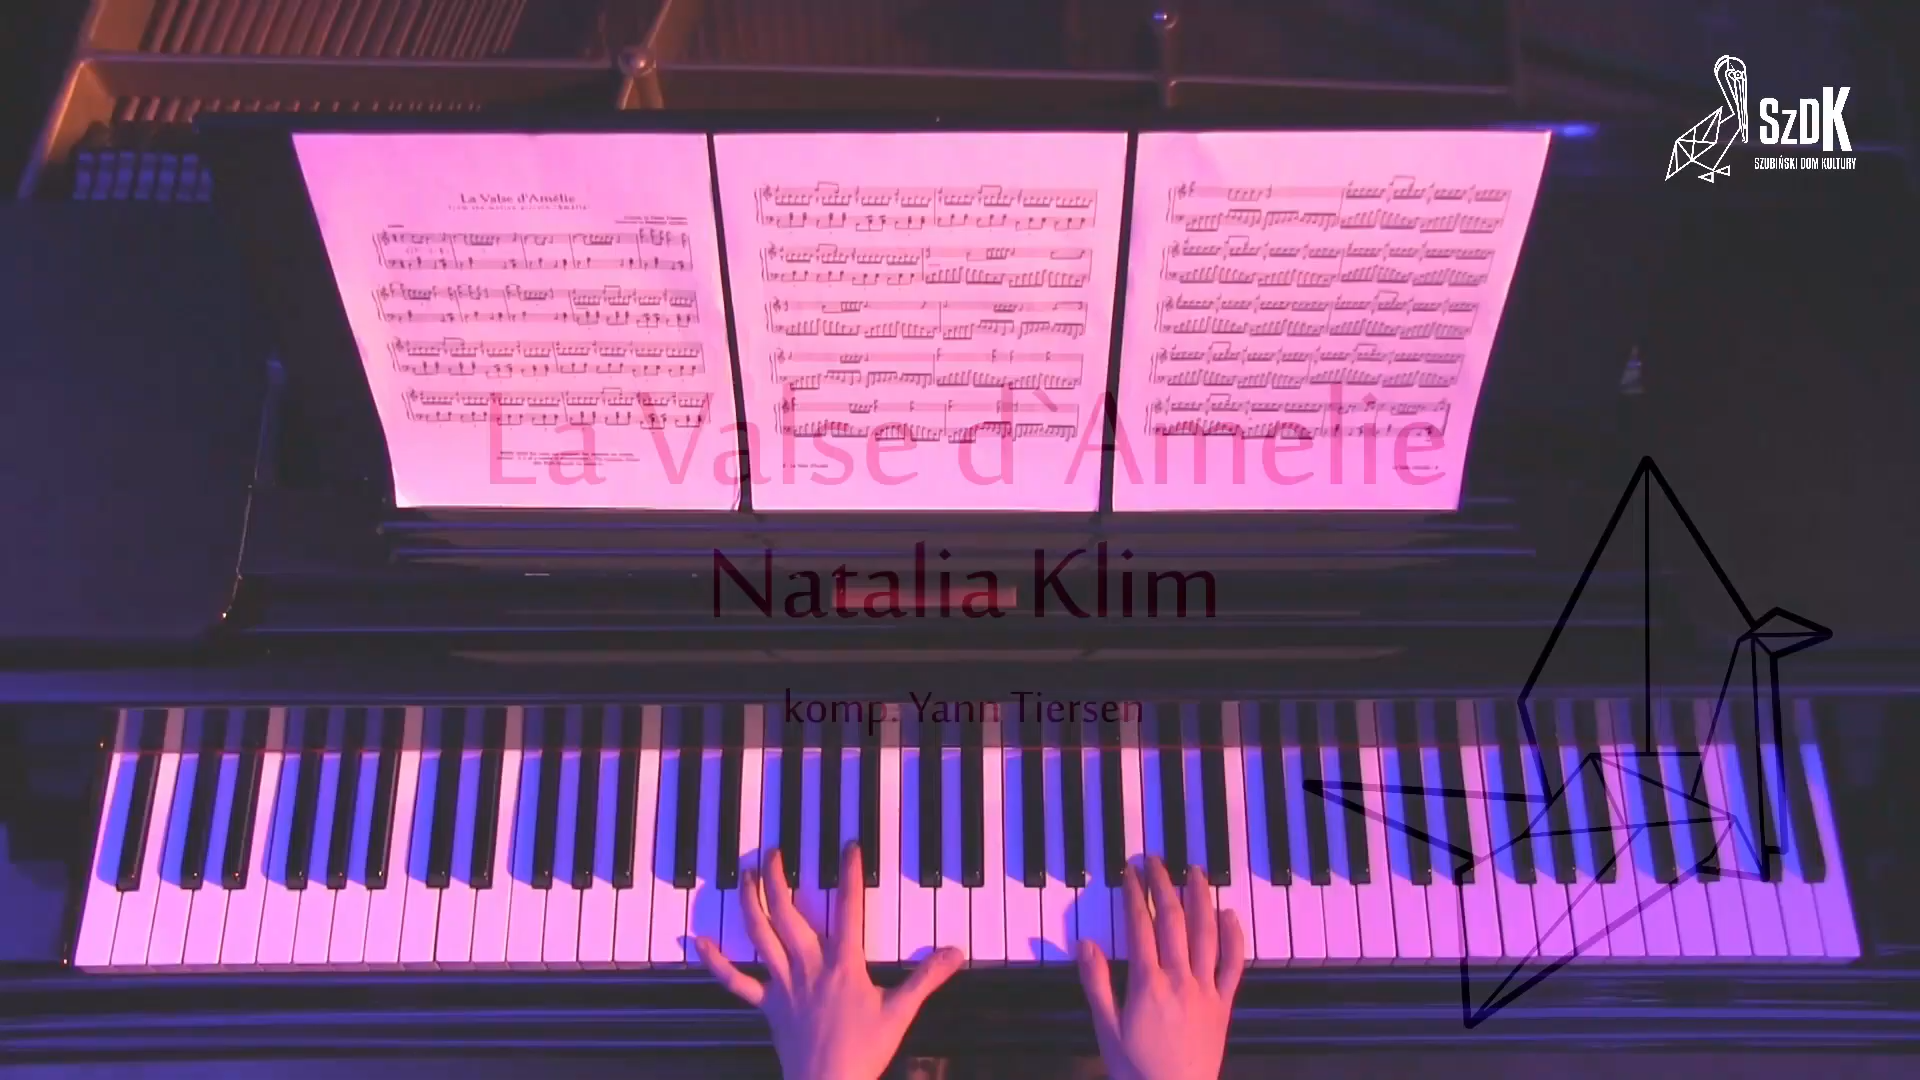 SzDK
SZUBIŃSKI DOM KULTURY
La Valse d'Amélie
La Valse d`Amelie
Natalia Klim
komp. Yann Tiersen